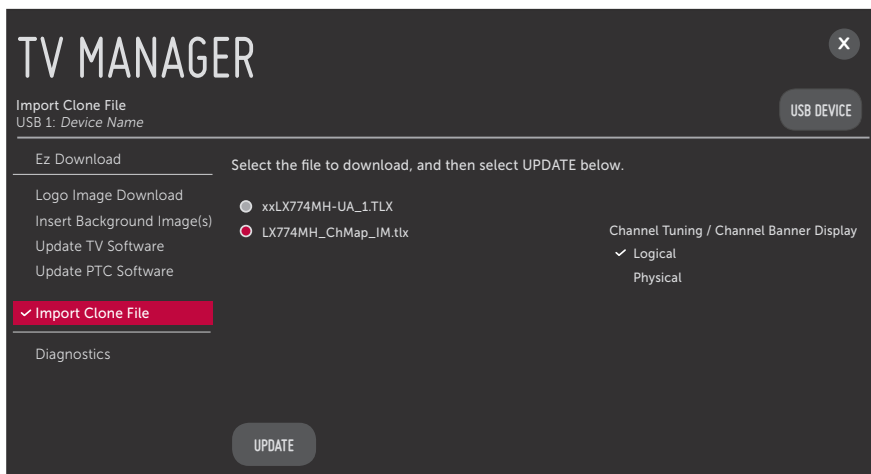 TV MANAGER
X
Import Clone File
USB 1: Device Name
USB DEVICE
Ez Download
Logo Image Download
Insert Background Image(s)
Update TV Software
Update PTC Software
Import Clone File
Diagnostics
Select the file to download, and then select UPDATE below.
xxLX774MH-UA_1.TLX
LX774MH_ChMap_IM.tlx
Channel Tuning / Channel Banner Display
Logical
Physical
UPDATE